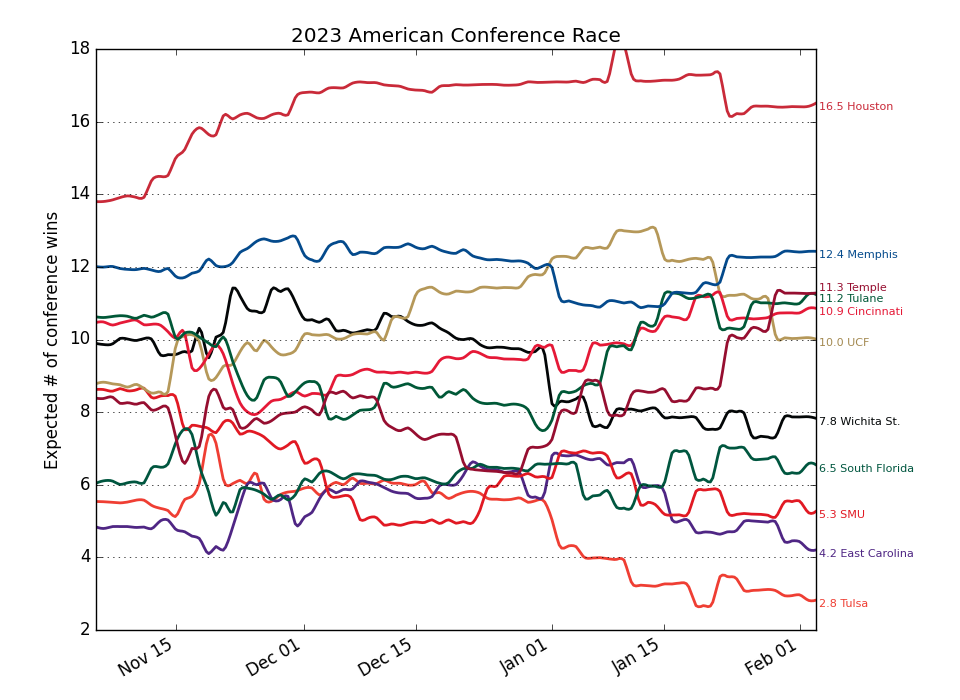 2023 American Conference Race
Expected # of conference wins
18
16
14
12
10
8
6
4
2
Nov 15
Dec 01
Dec 15
Jan 01
Jan 15
Feb 01
16.5 Houston
12.4 Memphis
11.3 Temple
11.2 Tulane
10.9 Cincinnati
10.0 UCF
7.8 Wichita St.
6.5 South Florida
5.3 SMU
4.2 East Carolina
2.8 Tulsa